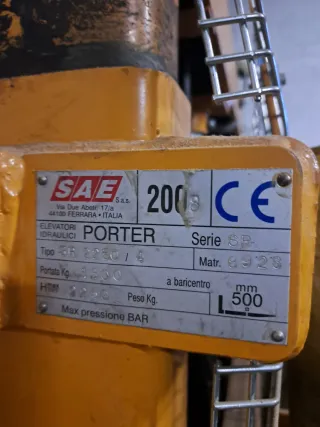 SAE s.a.s.
Via Due Abeti, 17/a
44100 FERRARA • ITALIA
200
CE
ELEVATORI
IDRAULICI PORTER Serie SR
Tipo
Matr.
Portata Kg. a baricentro
mm
500
HTM Peso Kg.
Max pressione BAR